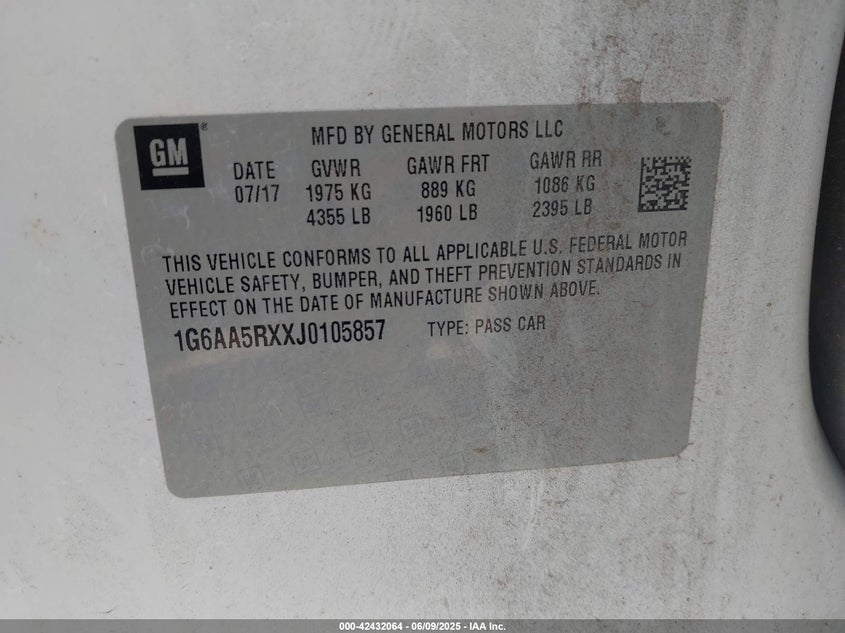 GM®
MFD BY GENERAL MOTORS LLC
DATE GVWR GAWR FRT GAWR RR
07/17 1975 KG 889 KG 1086 KG
4355 LB 1960 LB 2395 LB
THIS VEHICLE CONFORMS TO ALL APPLICABLE U.S. FEDERAL MOTOR
VEHICLE SAFETY, BUMPER, AND THEFT PREVENTION STANDARDS IN
EFFECT ON THE DATE OF MANUFACTURE SHOWN ABOVE.
1G6AA5RXXJ0105857 TYPE: PASS CAR
000-42432064 - 06/09/2025 - IAA Inc.